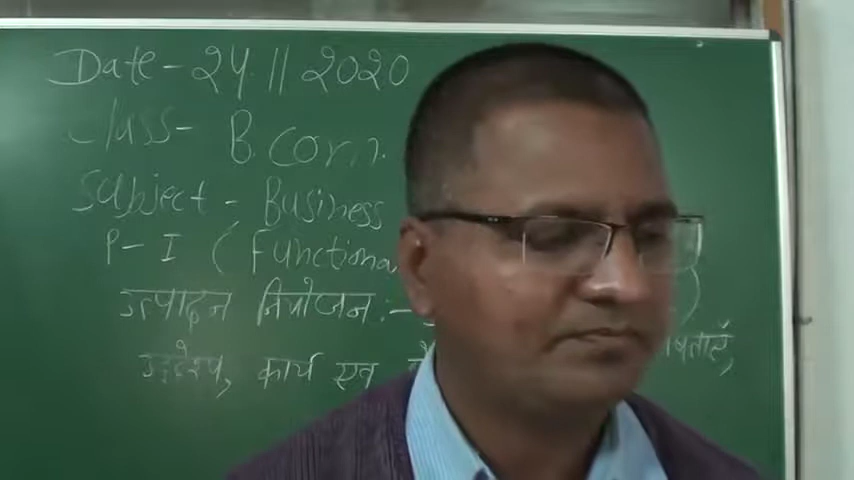 Date - 24.11.2020
Class - B.Com.
Subject - Business
P - I ( Functiona )
उत्पादन नियोजन :-
उद्देश्य, कार्य एवं